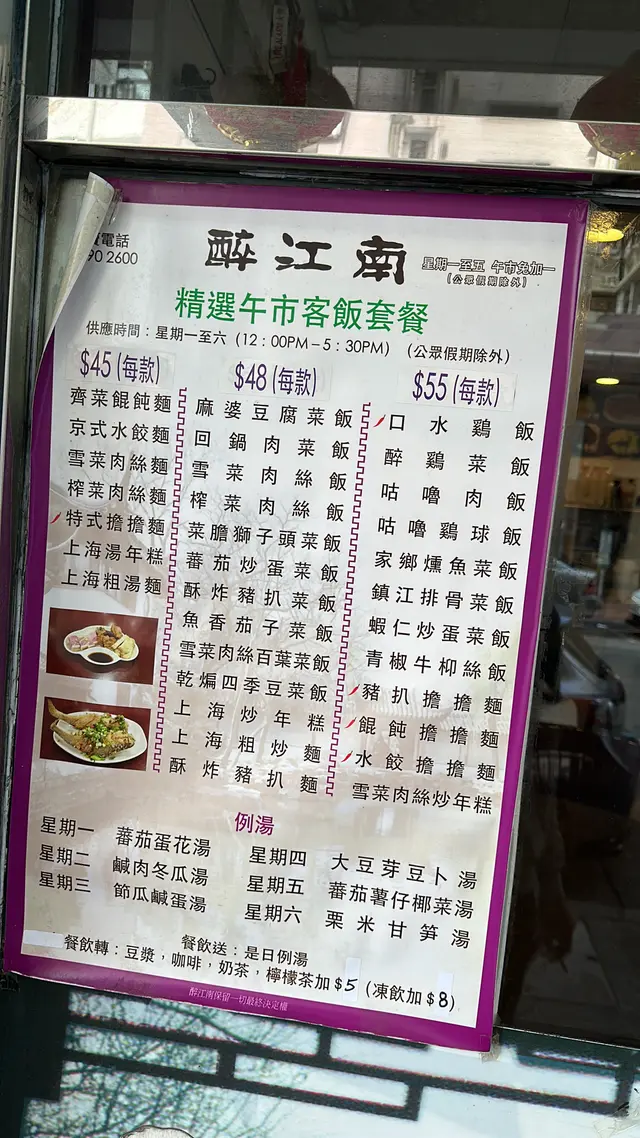 電話
90 2600
醉江南
星期一至五 午市免加一
(公眾假期除外)
精選午市客飯套餐
供應時間：星期一至六（12：00PM－5：30PM）（公眾假期除外）
$45 (每款)
齊菜餛飩麵
京式水餃麵
雪菜肉絲麵
榨菜肉絲麵
特式擔擔麵
上海湯年糕
上海粗湯麵
$48 (每款)
麻婆豆腐菜飯
回鍋肉菜飯
雪菜肉絲飯
榨菜肉絲飯
菜膽獅子頭菜飯
蕃茄炒蛋菜飯
酥炸豬扒菜飯
魚香茄子菜飯
雪菜肉絲百葉菜飯
乾煸四季豆菜飯
上海炒年糕
上海粗炒麵
酥炸豬扒麵
$55 (每款)
口水鷄飯
醉鷄菜飯
咕嚕肉飯
咕嚕鷄球飯
家鄉燻魚菜飯
鎮江排骨菜飯
蝦仁炒蛋菜飯
青椒牛柳絲飯
豬扒擔擔麵
餛飩擔擔麵
水餃擔擔麵
雪菜肉絲炒年糕
例湯
星期一 蕃茄蛋花湯
星期二 鹹肉冬瓜湯
星期三 節瓜鹹蛋湯
星期四 大豆芽豆卜湯
星期五 蕃茄薯仔椰菜湯
星期六 栗米甘笋湯
餐飲送：是日例湯
餐飲轉：豆漿，咖啡，奶茶，檸檬茶加$5 (凍飲加$8)
醉江南保留一切最終決定權